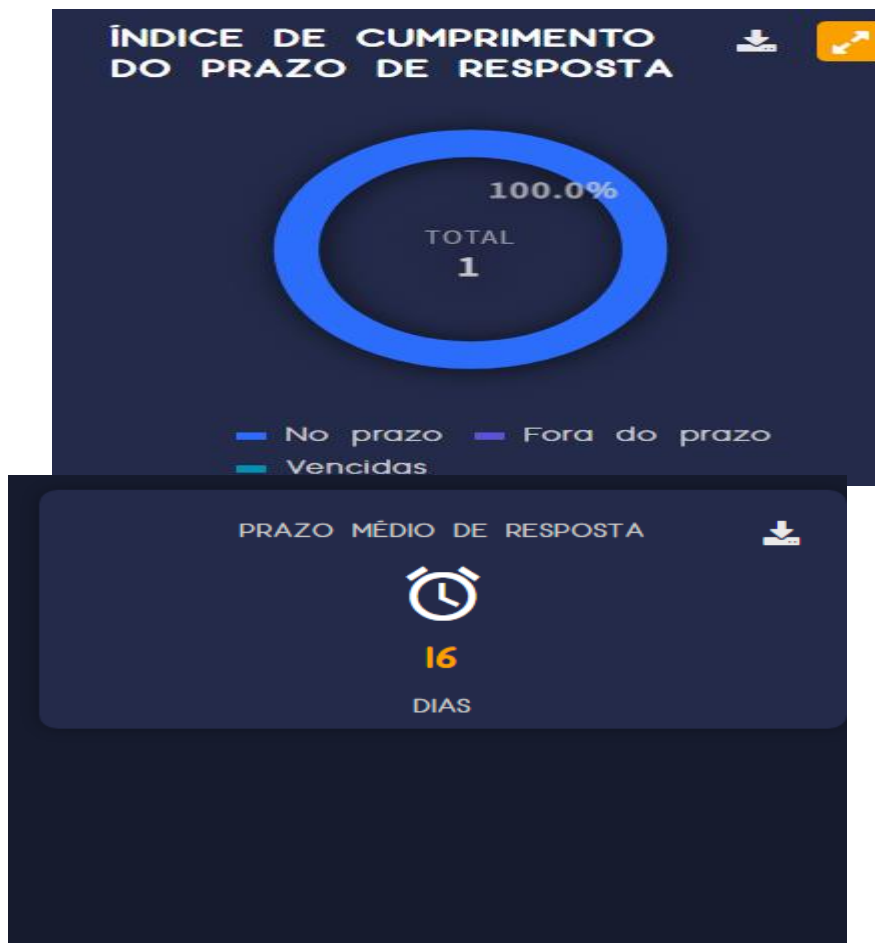 ÍNDICE DE CUMPRIMENTO
DO PRAZO DE RESPOSTA
100.0%
TOTAL
1
No prazo Fora do prazo
Vencidas
PRAZO MÉDIO DE RESPOSTA
16
DIAS